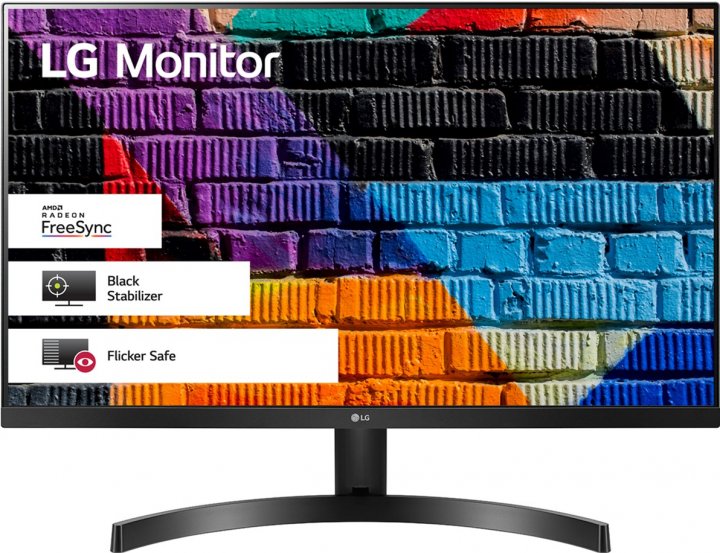 LG Monitor
AMD
RADEON
FreeSync
Black
Stabilizer
Flicker Safe
LG